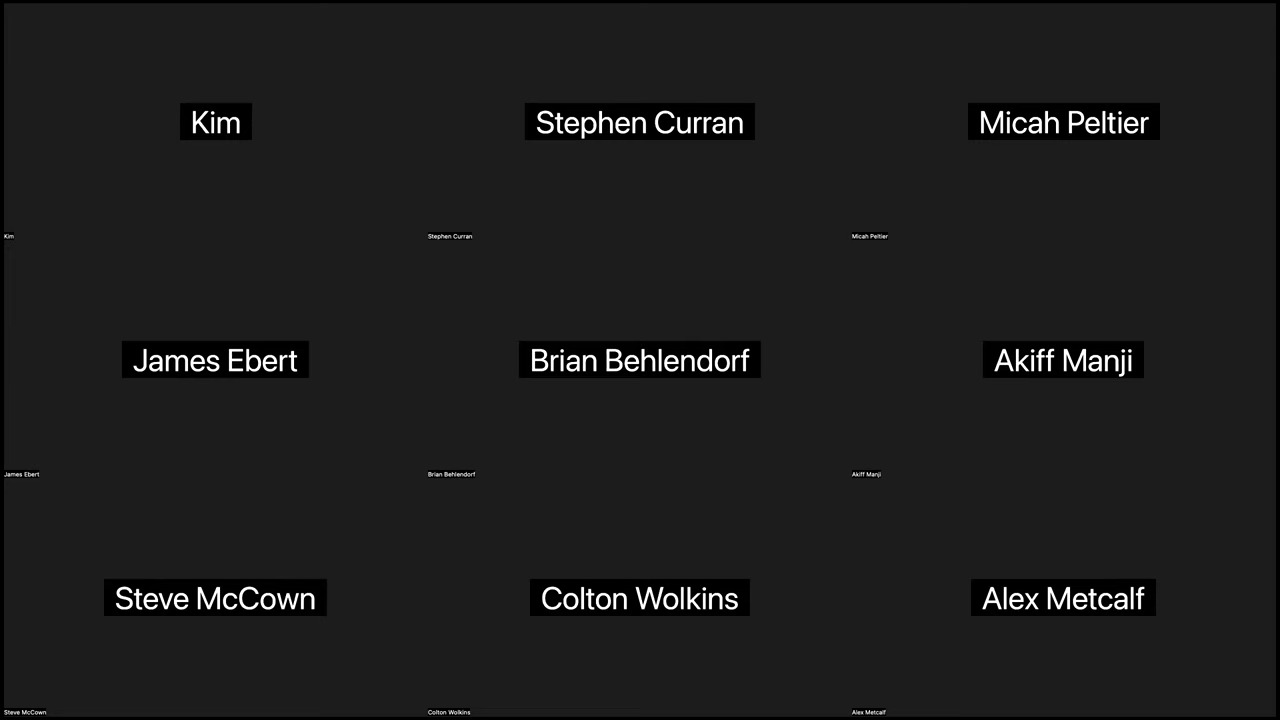 Kim
Stephen Curran
Micah Peltier
Kim
Stephen Curran
Micah Peltier
James Ebert
Brian Behlendorf
Akiff Manji
James Ebert
Brian Behlendorf
Akiff Manji
Steve McCown
Colton Wolkins
Alex Metcalf
Steve McCown
Colton Wolkins
Alex Metcalf